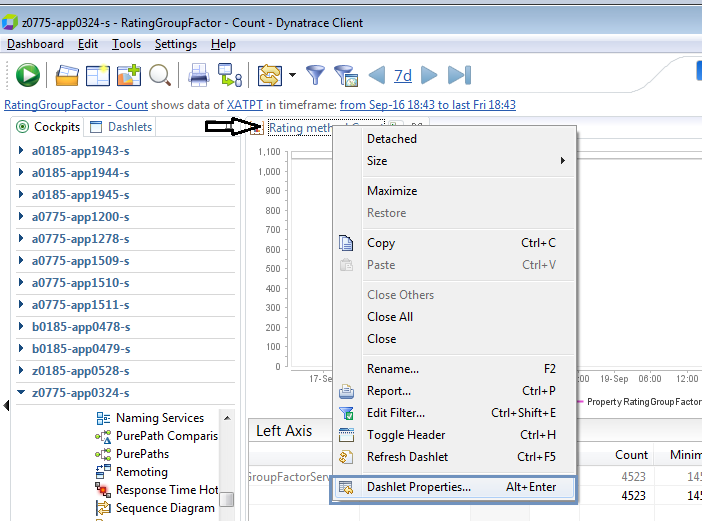 z0775-app0324-s - RatingGroupFactor - Count - Dynatrace Client
Dashboard Edit Tools Settings Help
7d
RatingGroupFactor - Count shows data of XATPT in timeframe: from Sep-16 18:43 to last Fri 18:43
Cockpits Dashlets
a0185-app1943-s
a0185-app1944-s
a0185-app1945-s
a0775-app1200-s
a0775-app1278-s
a0775-app1509-s
a0775-app1510-s
a0775-app1511-s
b0185-app0478-s
b0185-app0479-s
z0185-app0528-s
z0775-app0324-s
Naming Services
PurePath Comparis
PurePaths
Remoting
Response Time Hot
Sequence Diagram
Rating meth
1,100
1,000
900
800
700
600
500
400
300
200
100
0
17-Se
:00 19-Sep 06:00 12:00
Property RatingGroupFactor
Detached
Size
Maximize
Restore
Copy Ctrl+C
Paste Ctrl+V
Close Others
Close All
Close
Rename... F2
Report... Ctrl+P
Edit Filter... Ctrl+Shift+E
Toggle Header Ctrl+H
Refresh Dashlet Ctrl+F5
Dashlet Properties... Alt+Enter
Left Axis
Count Minim
GroupFactorServ 4523 145
4523 145